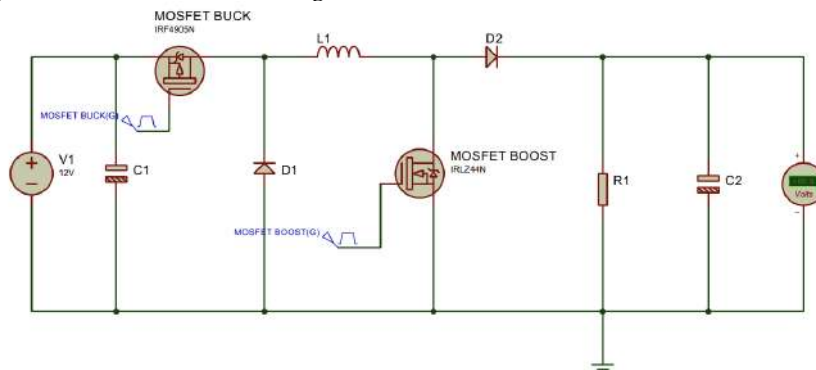 MOSFET BUCK
IRF4905N
L1
D2
MOSFET BUCK(G)
V1
12V
C1
D1
MOSFET BOOST
IRLZ44N
MOSFET BOOST(G)
R1
C2
+
Volts